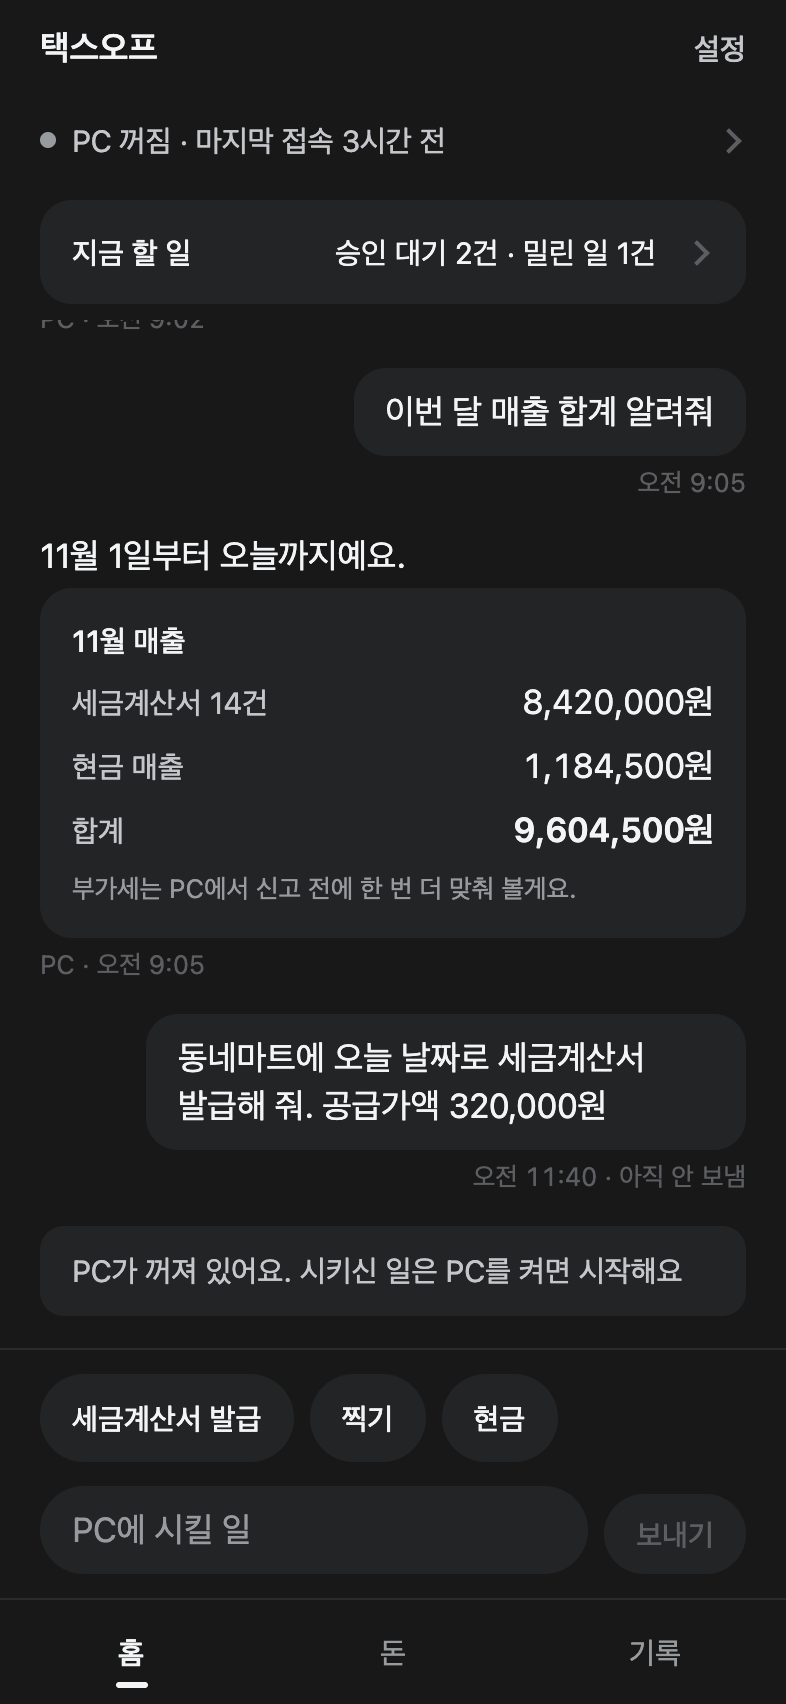 택스오프
설정
PC 꺼짐 · 마지막 접속 3시간 전
지금 할 일
승인 대기 2건 · 밀린 일 1건
PC · 오전 9:02
이번 달 매출 합계 알려줘
오전 9:05
11월 1일부터 오늘까지예요.
11월 매출
세금계산서 14건
8,420,000원
현금 매출
1,184,500원
합계
9,604,500원
부가세는 PC에서 신고 전에 한 번 더 맞춰 볼게요.
PC · 오전 9:05
동네마트에 오늘 날짜로 세금계산서
발급해 줘. 공급가액 320,000원
오전 11:40 · 아직 안 보냄
PC가 꺼져 있어요. 시키신 일은 PC를 켜면 시작해요
세금계산서 발급
찍기
현금
PC에 시킬 일
보내기
홈
돈
기록